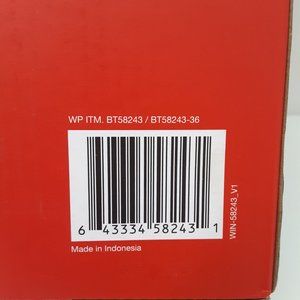 WP ITM. BT58243 / BT58243-36
6 43334 58243 1
Made in Indonesia
WIN-58243_V1